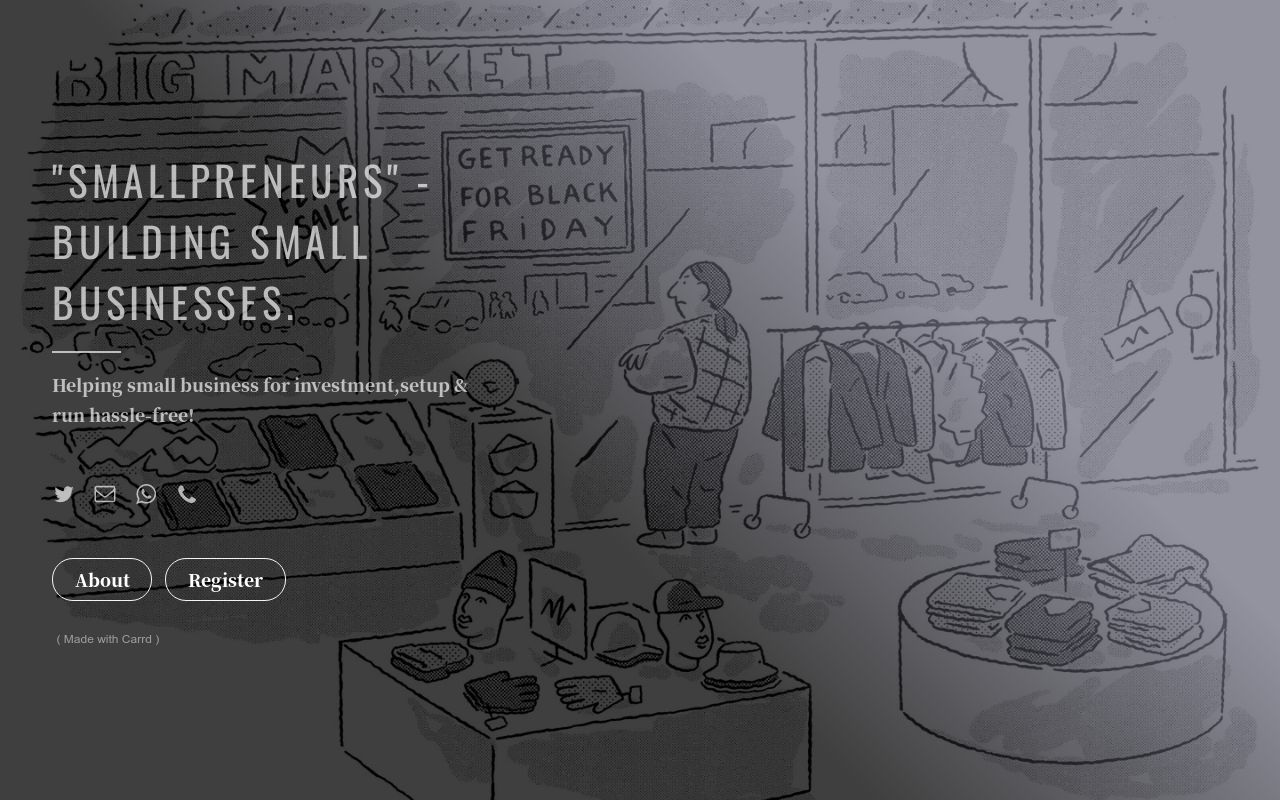 BIG MARKET
GET READY
FOR BLACK
FRiDAY
SALE
"SMALLPRENEURS" -
BUILDING SMALL
BUSINESSES.
Helping small business for investment,setup &
run hassle-free!
About Register
( Made with Carrd )